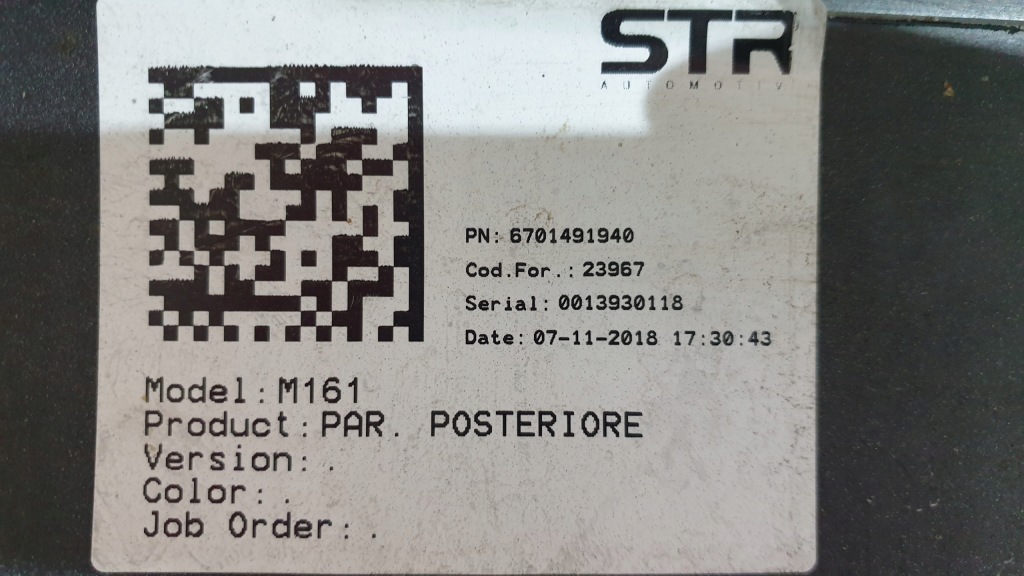 STR
AUTOMOTIV
PN: 6701491940
Cod.For.: 23967
Serial: 0013930118
Date: 07-11-2018 17:30:43
Model: M161
Product: PAR. POSTERIORE
Version: .
Color: .
Job Order: .